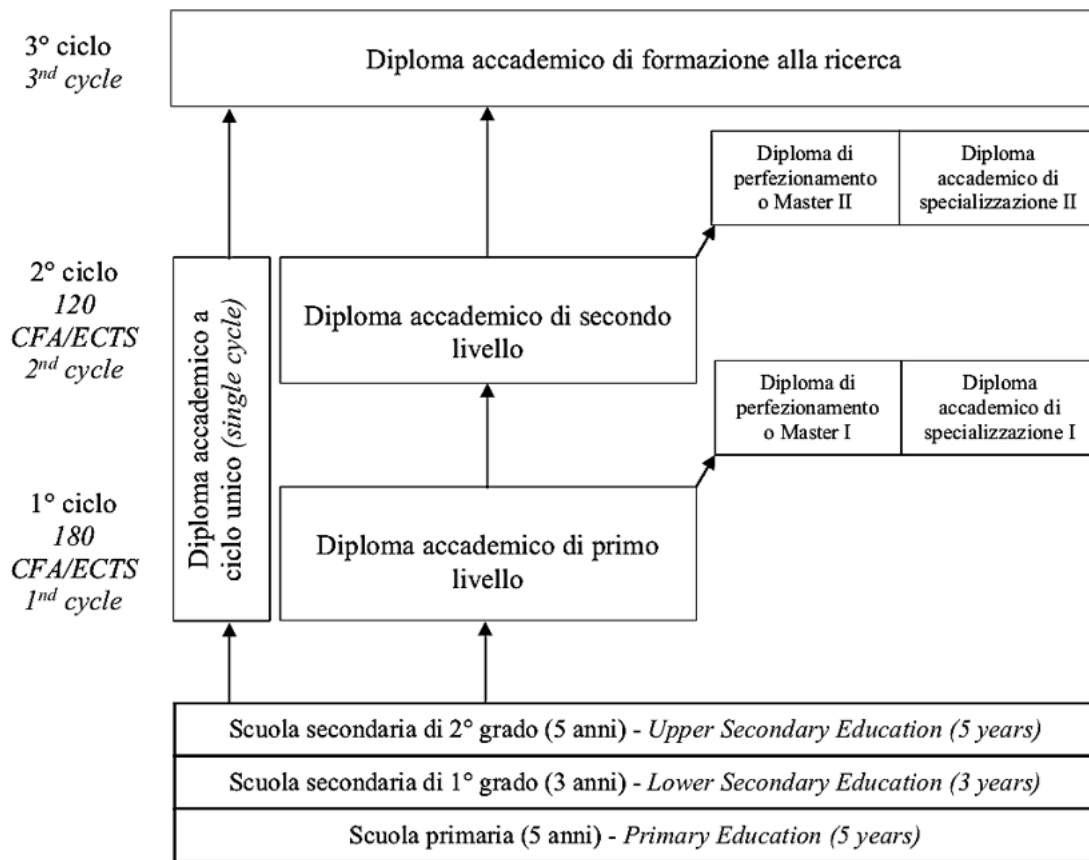 3° ciclo
3nd cycle
Diploma accademico di formazione alla ricerca
Diploma di
perfezionamento
o Master II
Diploma
accademico di
specializzazione II
2° ciclo
120
CFA/ECTS
2nd cycle
Diploma accademico a
ciclo unico (single cycle)
Diploma accademico di secondo
livello
Diploma di
perfezionamento
o Master I
Diploma
accademico di
specializzazione I
1° ciclo
180
CFA/ECTS
1nd cycle
Diploma accademico di primo
livello
Scuola secondaria di 2° grado (5 anni) - Upper Secondary Education (5 years)
Scuola secondaria di 1° grado (3 anni) - Lower Secondary Education (3 years)
Scuola primaria (5 anni) - Primary Education (5 years)